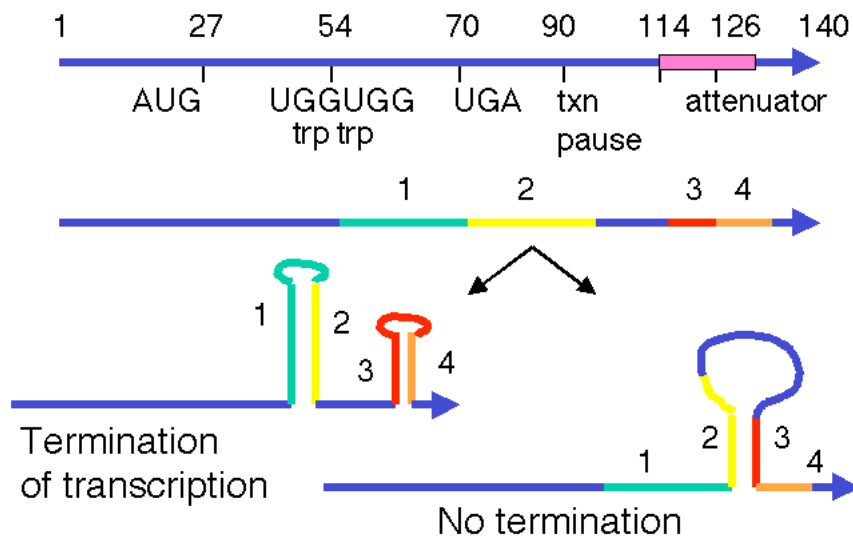 1 27 54 70 90 114 126 140
AUG UGGUGG UGA txn attenuator
trp trp pause
1 2 3 4
1 2 3 4
Termination
of transcription
2 3
1 4
No termination